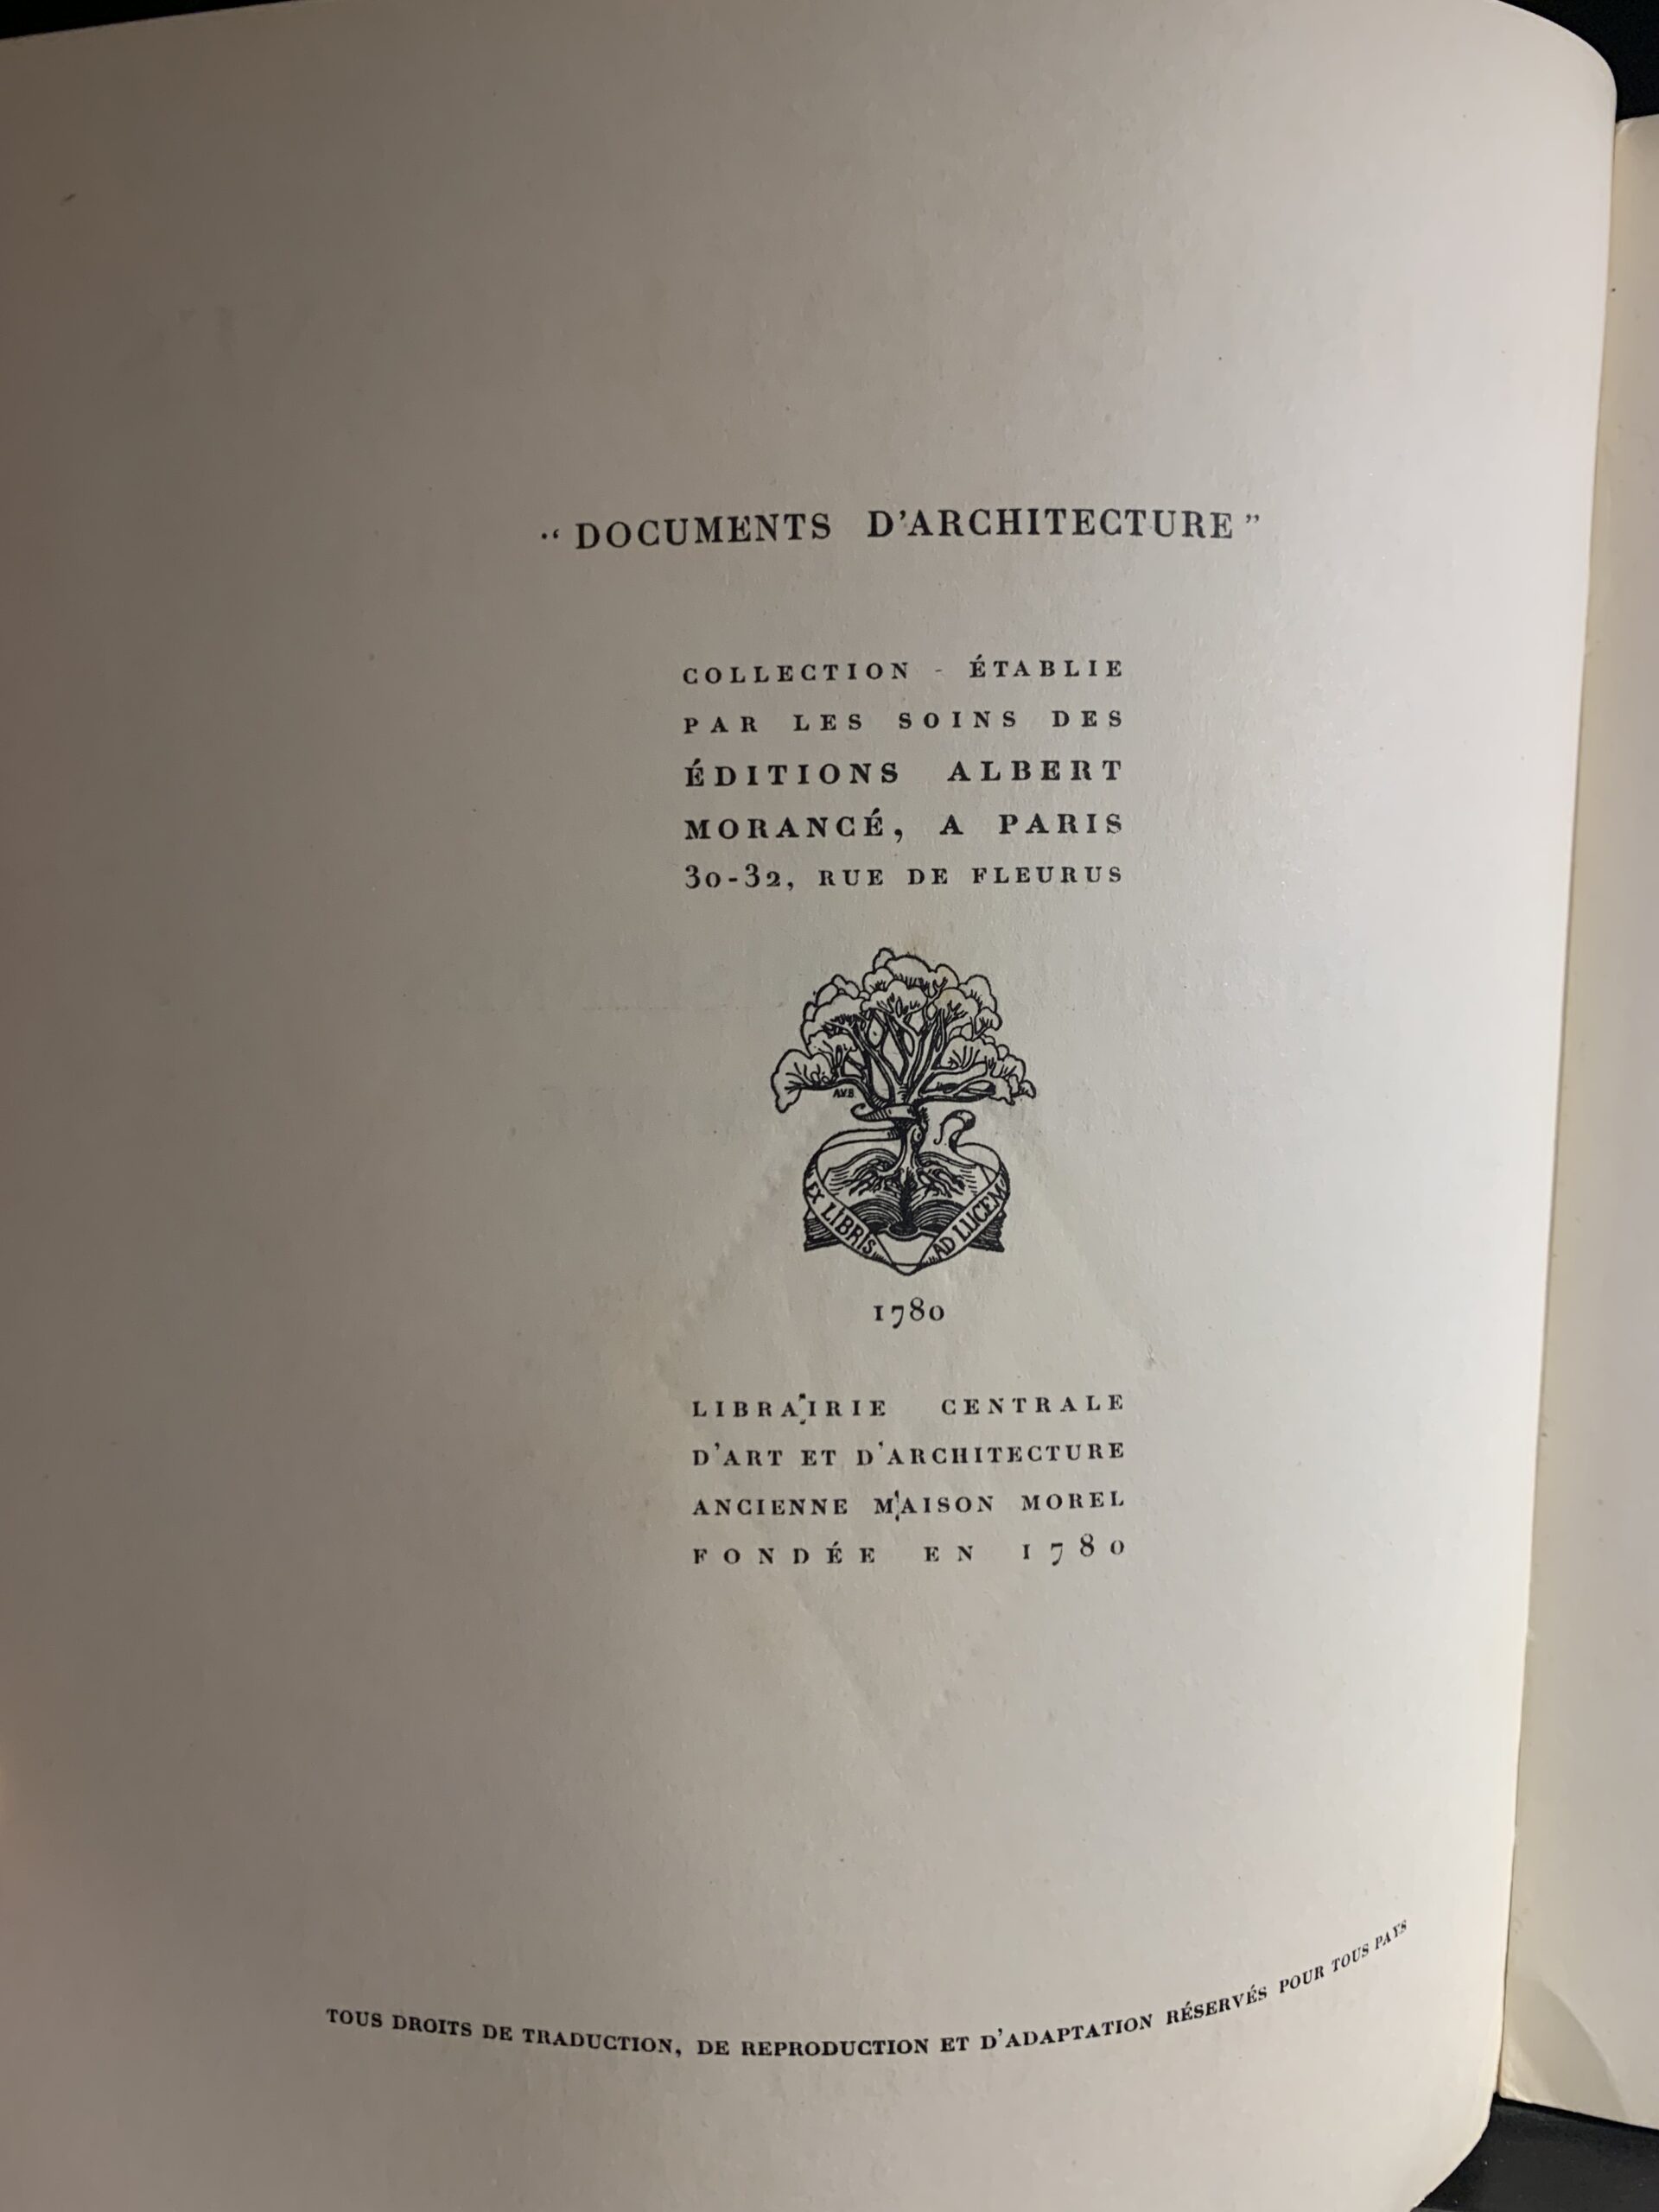 “DOCUMENTS D’ARCHITECTURE”
COLLECTION - ÉTABLIE
PAR LES SOINS DES
ÉDITIONS ALBERT
MORANCÉ, A PARIS
30-32, RUE DE FLEURUS
A.V.B
EX LIBRIS AD LUCEM
1780
LIBRAIRIE CENTRALE
D’ART ET D’ARCHITECTURE
ANCIENNE MAISON MOREL
FONDÉE EN 1780
TOUS DROITS DE TRADUCTION, DE REPRODUCTION ET D’ADAPTATION RÉSERVÉS POUR TOUS PAYS